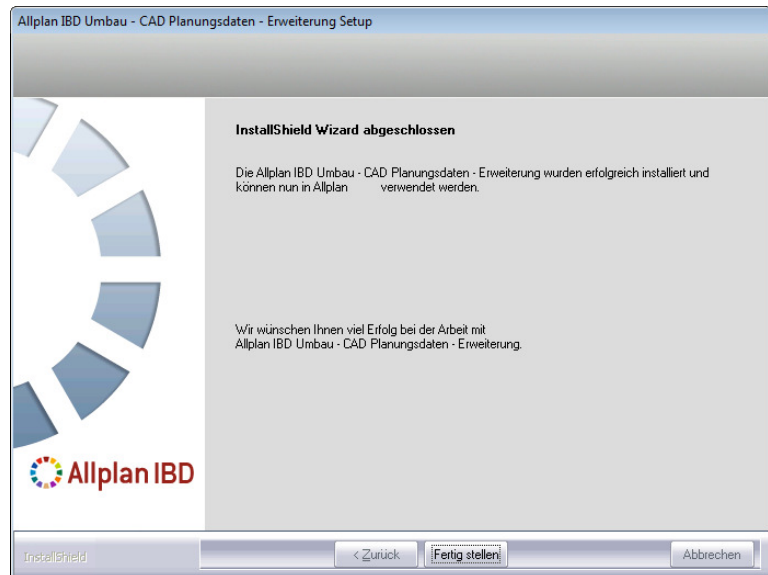 Allplan IBD Umbau - CAD Planungsdaten - Erweiterung Setup
InstallShield Wizard abgeschlossen
Die Allplan IBD Umbau - CAD Planungsdaten - Erweiterung wurden erfolgreich installiert und
können nun in Allplan verwendet werden.
Wir wünschen Ihnen viel Erfolg bei der Arbeit mit
Allplan IBD Umbau - CAD Planungsdaten - Erweiterung.
Allplan IBD
InstallShield
< Zurück
Fertig stellen
Abbrechen